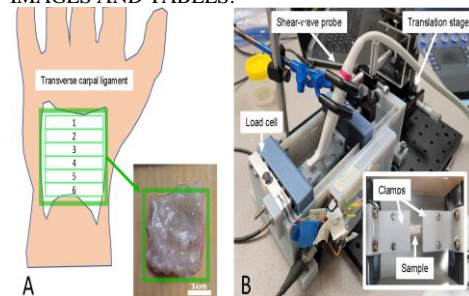 IMAGES AND TABLES:
Transverse carpal ligament
1
2
3
4
5
6
1cm
A
Shear-wave probe
Translation stage
Load cell
Clamps
Sample
B